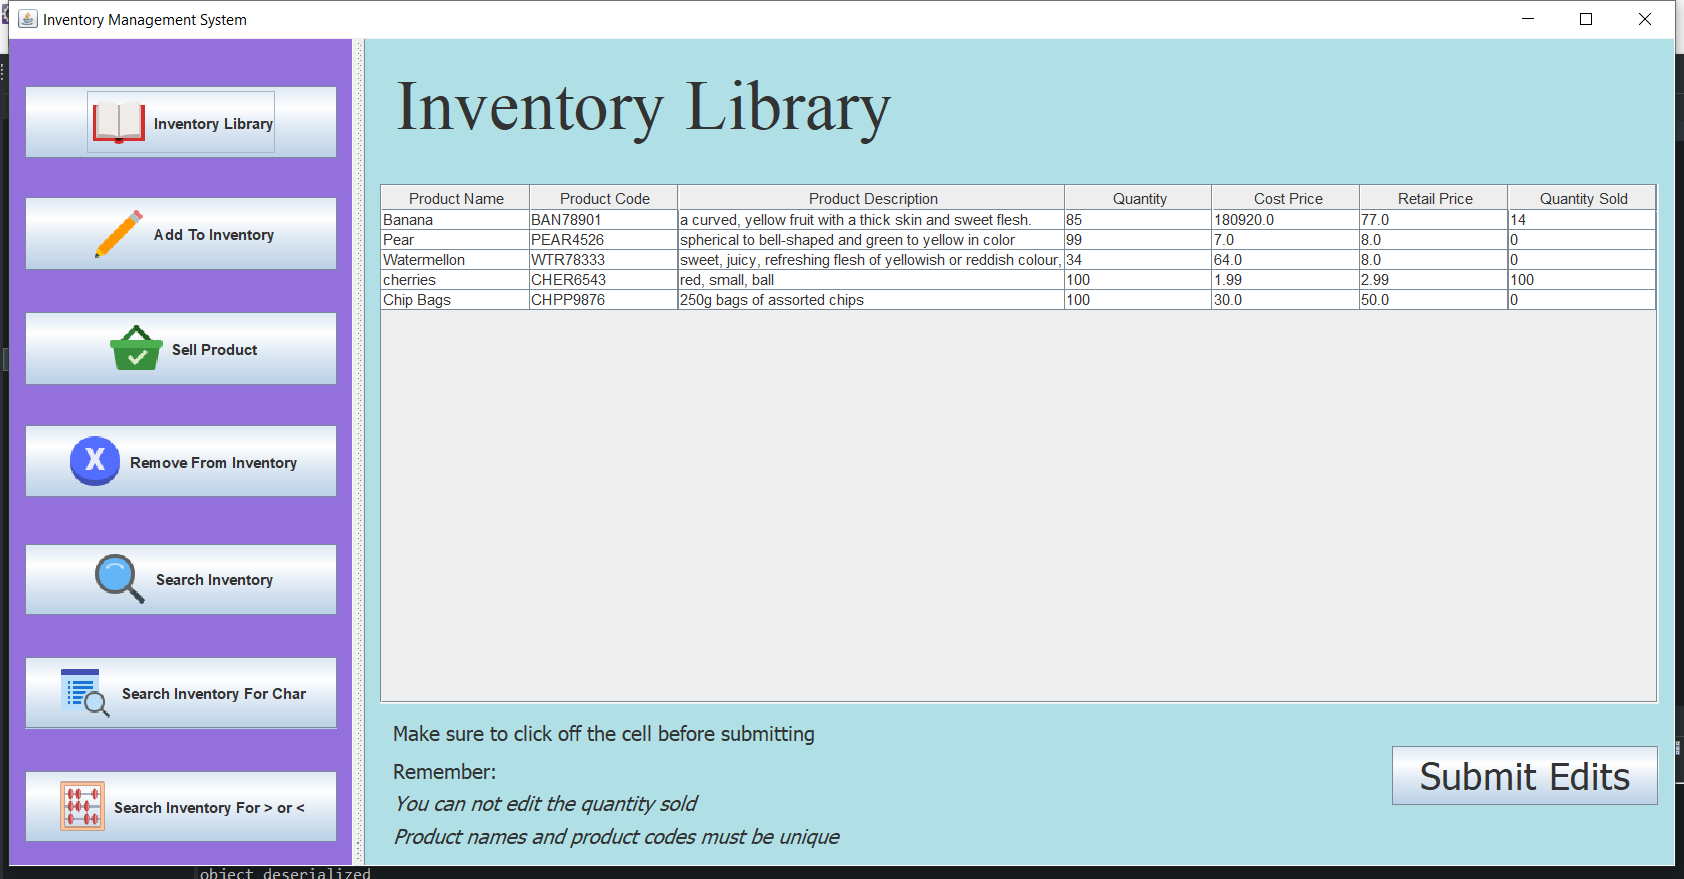 Inventory Management System
Inventory Library
Add To Inventory
Sell Product
X
Remove From Inventory
Search Inventory
Search Inventory For Char
Search Inventory For > or <
Inventory Library
Product Name Product Code Product Description Quantity Cost Price Retail Price Quantity Sold
Banana BAN78901 a curved, yellow fruit with a thick skin and sweet flesh. 85 180920.0 77.0 14
Pear PEAR4526 spherical to bell-shaped and green to yellow in color 99 7.0 8.0 0
Watermellon WTR78333 sweet, juicy, refreshing flesh of yellowish or reddish colour, 34 64.0 8.0 0
cherries CHER6543 red, small, ball 100 1.99 2.99 100
Chip Bags CHPP9876 250g bags of assorted chips 100 30.0 50.0 0
Make sure to click off the cell before submitting
Remember:
You can not edit the quantity sold
Product names and product codes must be unique
Submit Edits
object deserialized